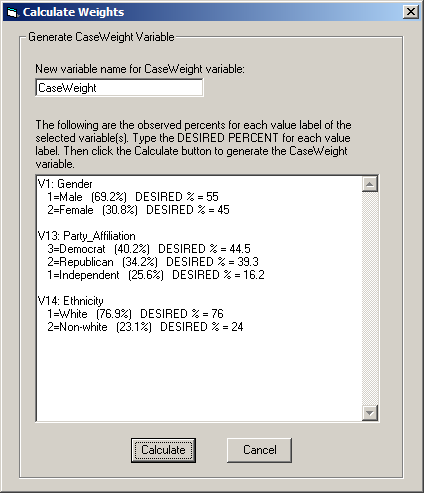 Calculate Weights
Generate CaseWeight Variable
New variable name for CaseWeight variable:
CaseWeight
The following are the observed percents for each value label of the
selected variable(s). Type the DESIRED PERCENT for each value
label. Then click the Calculate button to generate the CaseWeight
variable.
V1: Gender
1=Male (69.2%) DESIRED % = 55
2=Female (30.8%) DESIRED % = 45
V13: Party_Affiliation
3=Democrat (40.2%) DESIRED % = 44.5
2=Republican (34.2%) DESIRED % = 39.3
1=Independent (25.6%) DESIRED % = 16.2
V14: Ethnicity
1=White (76.9%) DESIRED % = 76
2=Non-white (23.1%) DESIRED % = 24
Calculate
Cancel